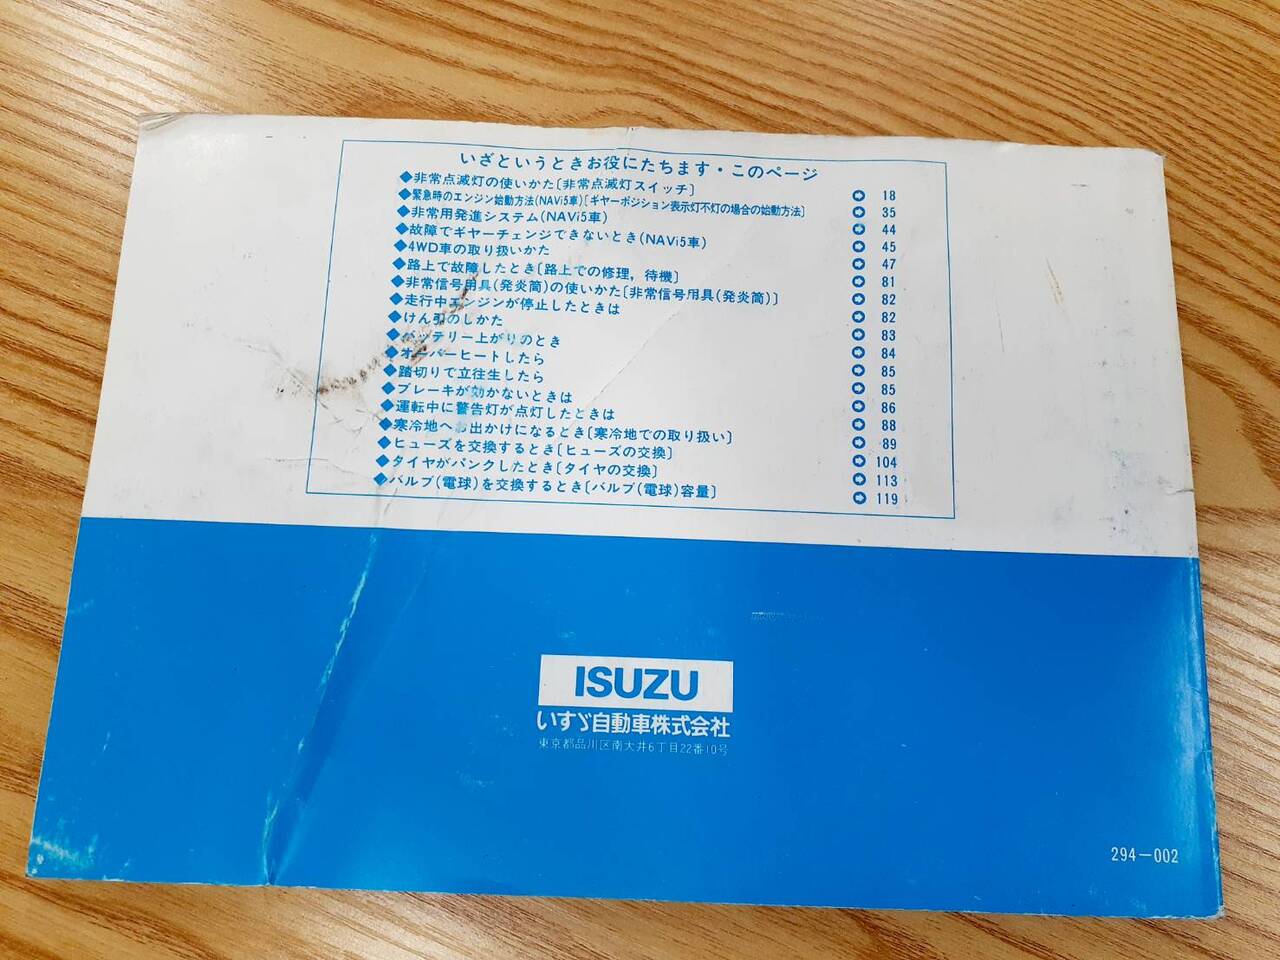 いざというときお役にたちます・このページ
◆非常点滅灯の使いかた〔非常点滅灯スイッチ〕 18
◆緊急時のエンジン始動方法(NAVi5車)〔ギヤーポジション表示灯不灯の場合の始動方法〕 35
◆非常用発進システム(NAVi5車) 44
◆故障でギヤーチェンジできないとき(NAVi5車) 45
◆4WD車の取り扱いかた 47
◆路上で故障したとき〔路上での修理，待機〕 81
◆非常信号用具(発炎筒)の使いかた〔非常信号用具(発炎筒)〕 82
◆走行中エンジンが停止したときは 82
◆けん引のしかた 83
◆バッテリー上がりのとき 84
◆オーバーヒートしたら 85
◆踏切りで立往生したら 85
◆ブレーキが効かないときは 86
◆運転中に警告灯が点灯したときは 88
◆寒冷地へお出かけになるとき〔寒冷地での取り扱い〕 89
◆ヒューズを交換するとき〔ヒューズの交換〕 104
◆タイヤがパンクしたとき〔タイヤの交換〕 113
◆バルブ(電球)を交換するとき〔バルブ(電球)容量〕 119
ISUZU
いすゞ自動車株式会社
東京都品川区南大井6丁目22番10号
294-002